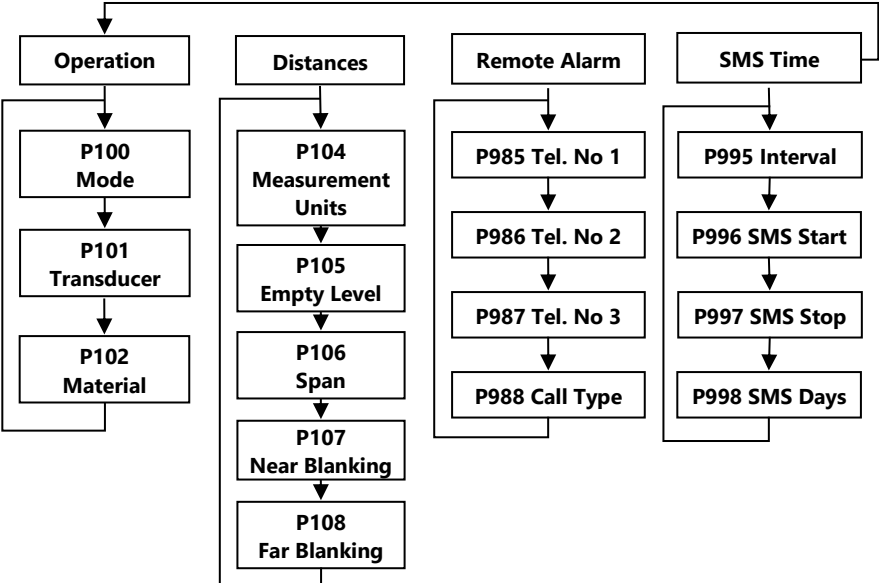 Operation
P100
Mode
P101
Transducer
P102
Material
Distances
P104
Measurement
Units
P105
Empty Level
P106
Span
P107
Near Blanking
P108
Far Blanking
Remote Alarm
P985 Tel. No 1
P986 Tel. No 2
P987 Tel. No 3
P988 Call Type
SMS Time
P995 Interval
P996 SMS Start
P997 SMS Stop
P998 SMS Days